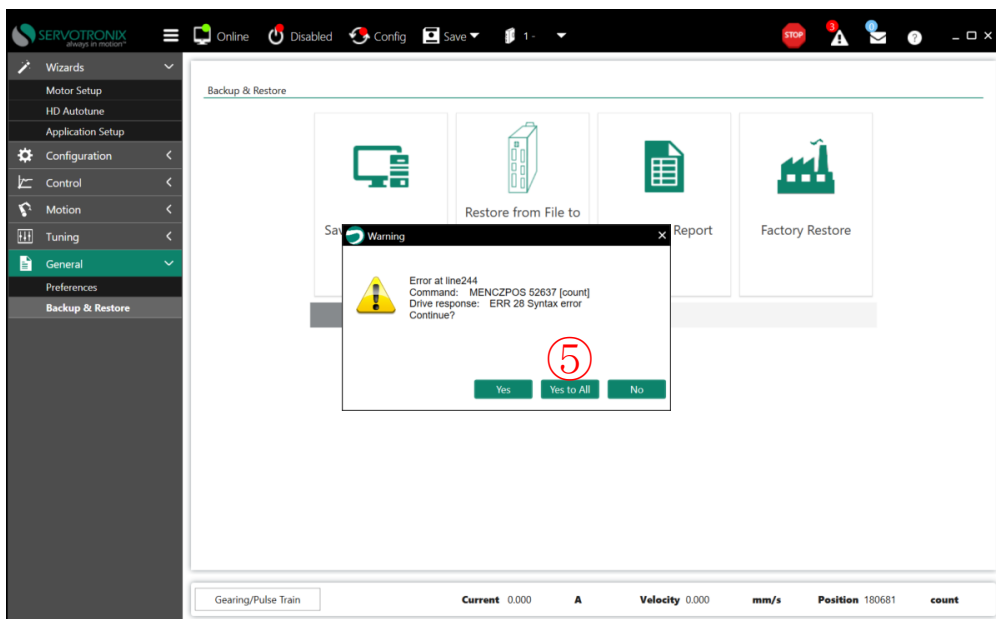 SERVOTRONIX
always in motion
Online
Disabled
Config
Save
1 -
STOP
3
0
?
Wizards
Motor Setup
HD Autotune
Application Setup
Configuration
Control
Motion
Tuning
General
Preferences
Backup & Restore
Backup & Restore
Sav
Restore from File to
Report
Factory Restore
Warning
Error at line244
Command: MENCZPOS 52637 [count]
Drive response: ERR 28 Syntax error
Continue?
⑤
Yes
Yes to All
No
Gearing/Pulse Train
Current 0.000 A
Velocity 0.000 mm/s
Position 180681 count